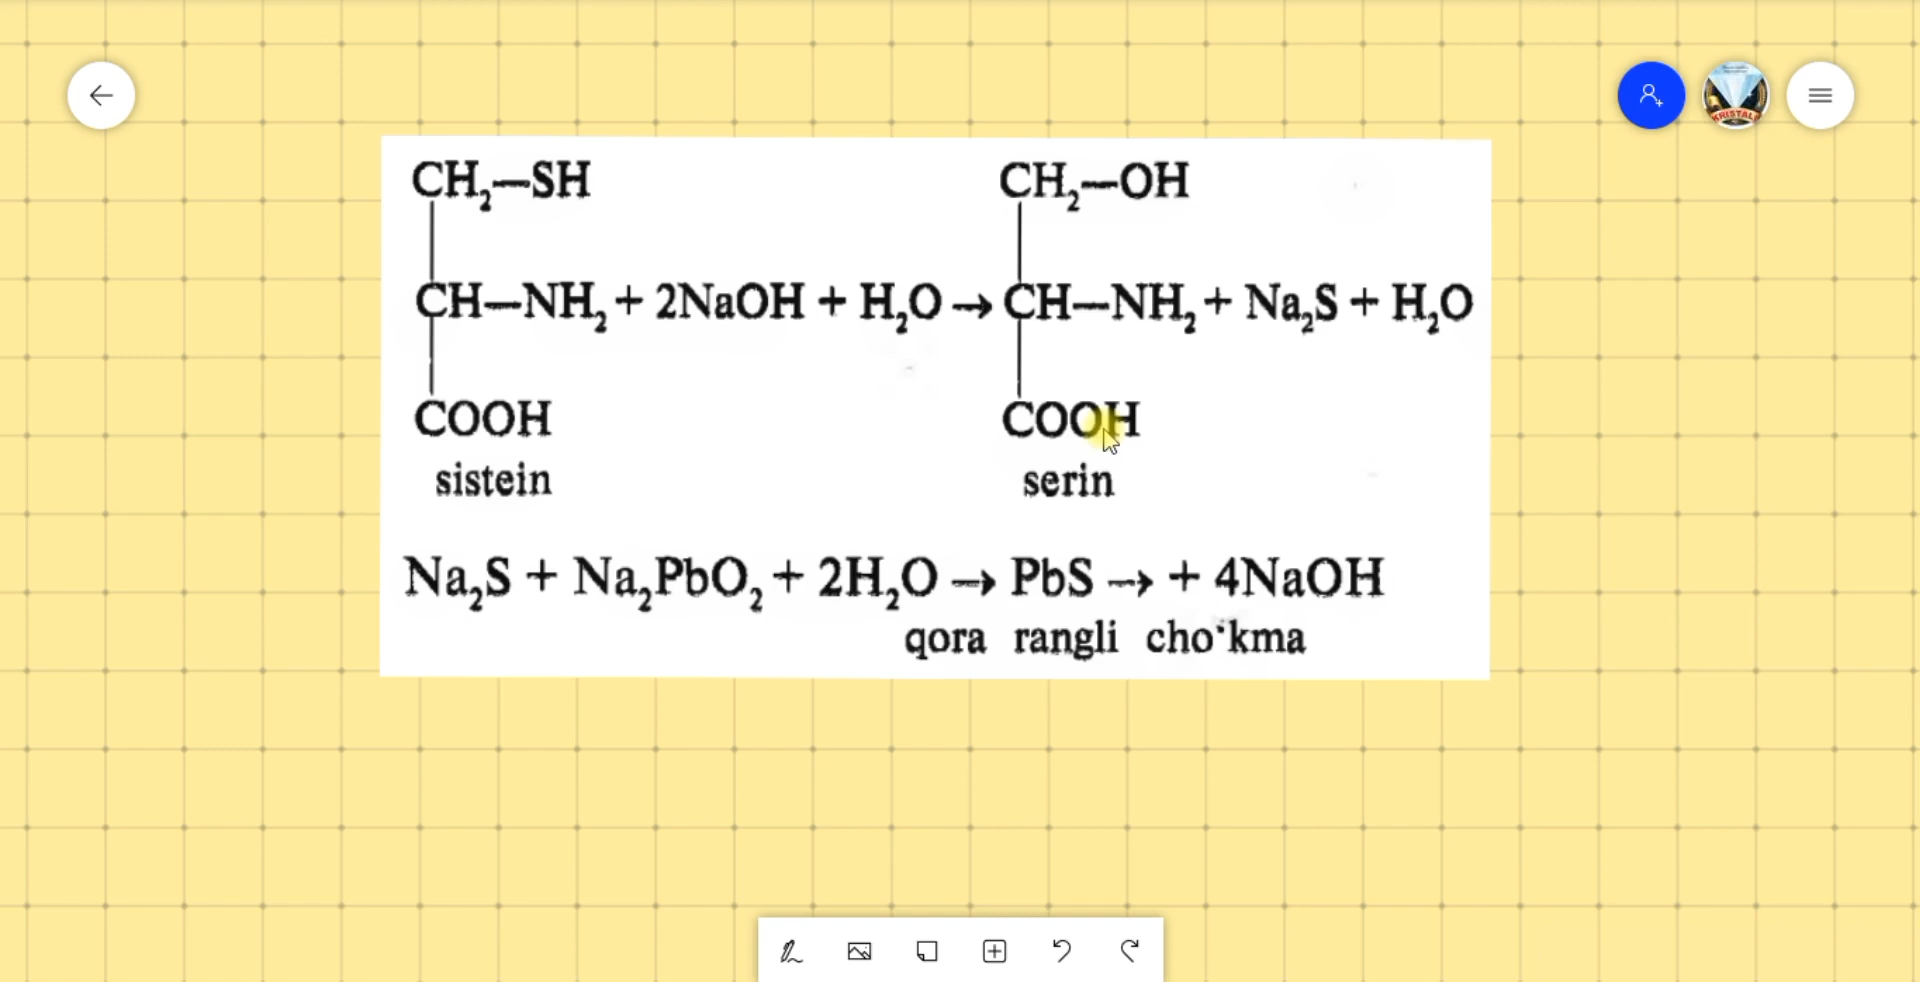 CH₂—SH CH₂—OH
CH—NH₂ + 2NaOH + H₂O → CH—NH₂ + Na₂S + H₂O
COOH COOH
sistein serin
Na₂S + Na₂PbO₂ + 2H₂O → PbS → + 4NaOH
qora rangli cho‘kma
KRISTALL